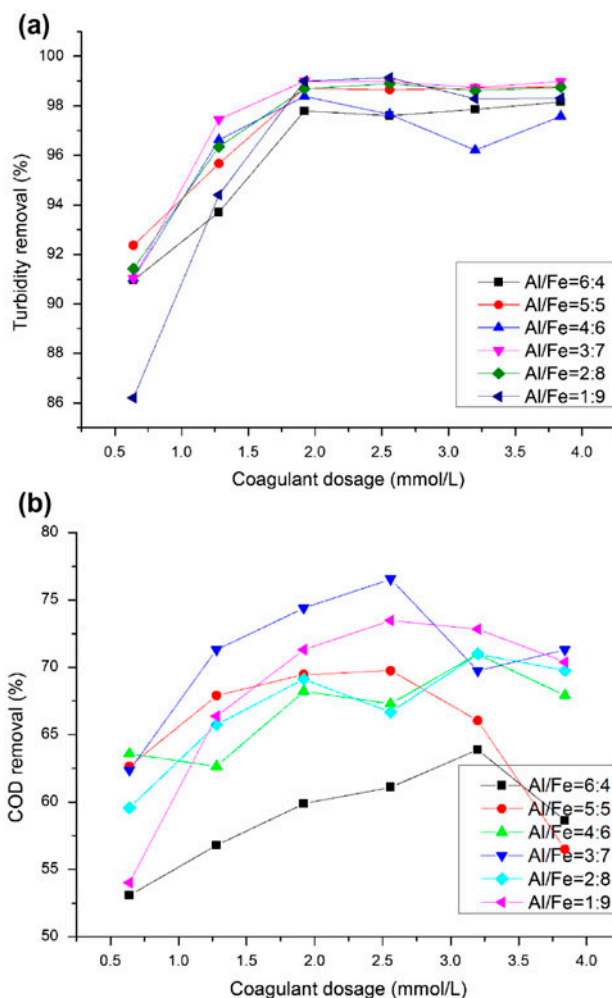 (a)
100
98
96
94
92
90
88
86
Turbidity removal (%)
Al/Fe=6:4
Al/Fe=5:5
Al/Fe=4:6
Al/Fe=3:7
Al/Fe=2:8
Al/Fe=1:9
0.5 1.0 1.5 2.0 2.5 3.0 3.5 4.0
Coagulant dosage (mmol/L)
(b)
80
75
70
65
60
55
50
COD removal (%)
Al/Fe=6:4
Al/Fe=5:5
Al/Fe=4:6
Al/Fe=3:7
Al/Fe=2:8
Al/Fe=1:9
0.5 1.0 1.5 2.0 2.5 3.0 3.5 4.0
Coagulant dosage (mmol/L)